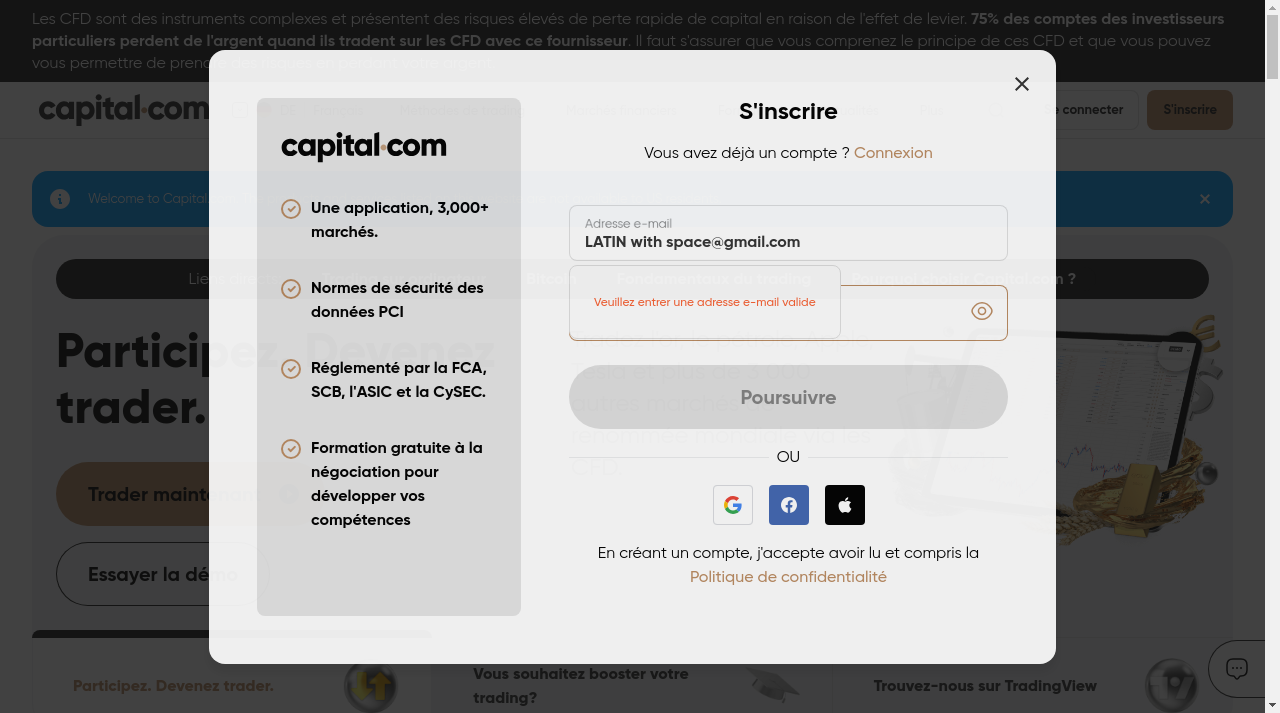 Les CFD sont des instruments complexes et présentent des risques élevés de perte rapide de capital en raison de l'effet de levier. 75% des comptes des investisseurs
particuliers perdent de l'argent quand ils tradent sur les CFD avec ce fournisseur. Il faut s'assurer que vous comprenez le principe de ces CFD et que vous pouvez
vous permettre de prendre
capital.com
connecter
S'inscrire
Welcome to Capital
Participez. Devenez
trader.
Trader maintenant
Essayer la démo
capital.com
Une application, 3,000+
marchés.
Normes de sécurité des
données PCI
Réglementé par la FCA,
SCB, l'ASIC et la CySEC.
Formation gratuite à la
négociation pour
développer vos
compétences
S'inscrire
Vous avez déjà un compte ? Connexion
Adresse e-mail
LATIN with space@gmail.com
Veuillez entrer une adresse e-mail valide
Poursuivre
OU
En créant un compte, j'accepte avoir lu et compris la
Politique de confidentialité
Participez. Devenez trader.
Vous souhaitez booster votre
trading?
Trouvez-nous sur TradingView